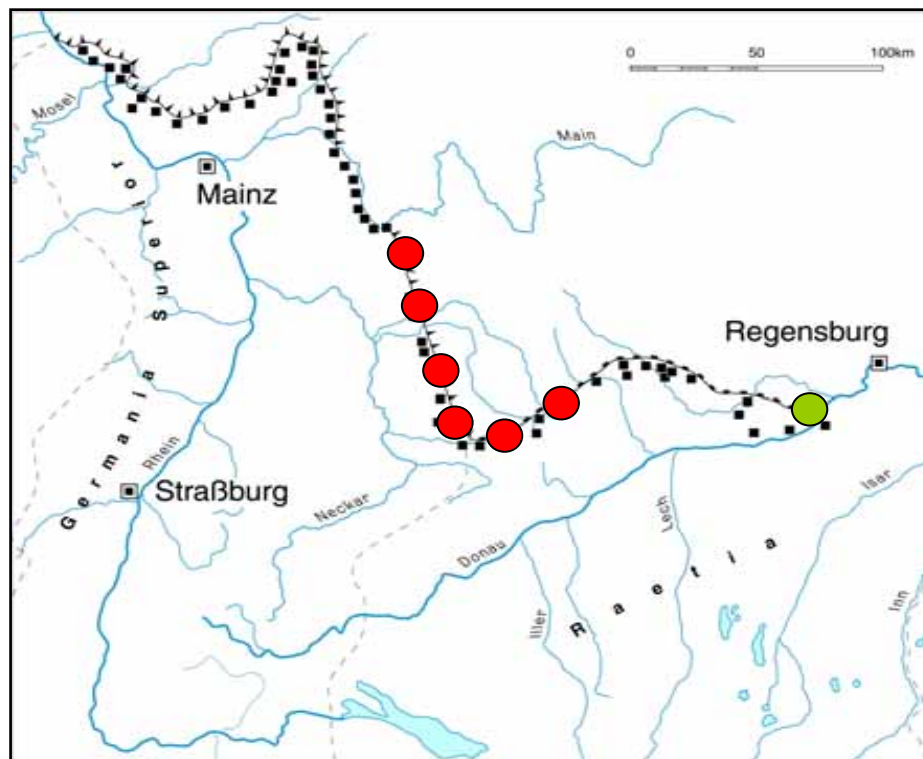 0 50 100km
Mosel
Main
Mainz
Germania Superior
Regensburg
Rhein
Straßburg
Neckar
Donau
Lech
Isar
Iller
Raetia
Inn